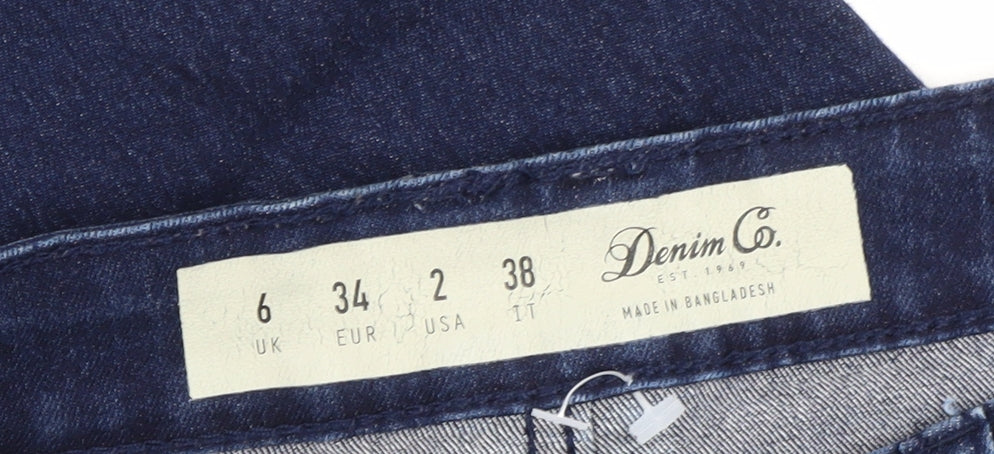 6 34 2 38
UK EUR USA IT
Denim Co.
EST. 1969
MADE IN BANGLADESH